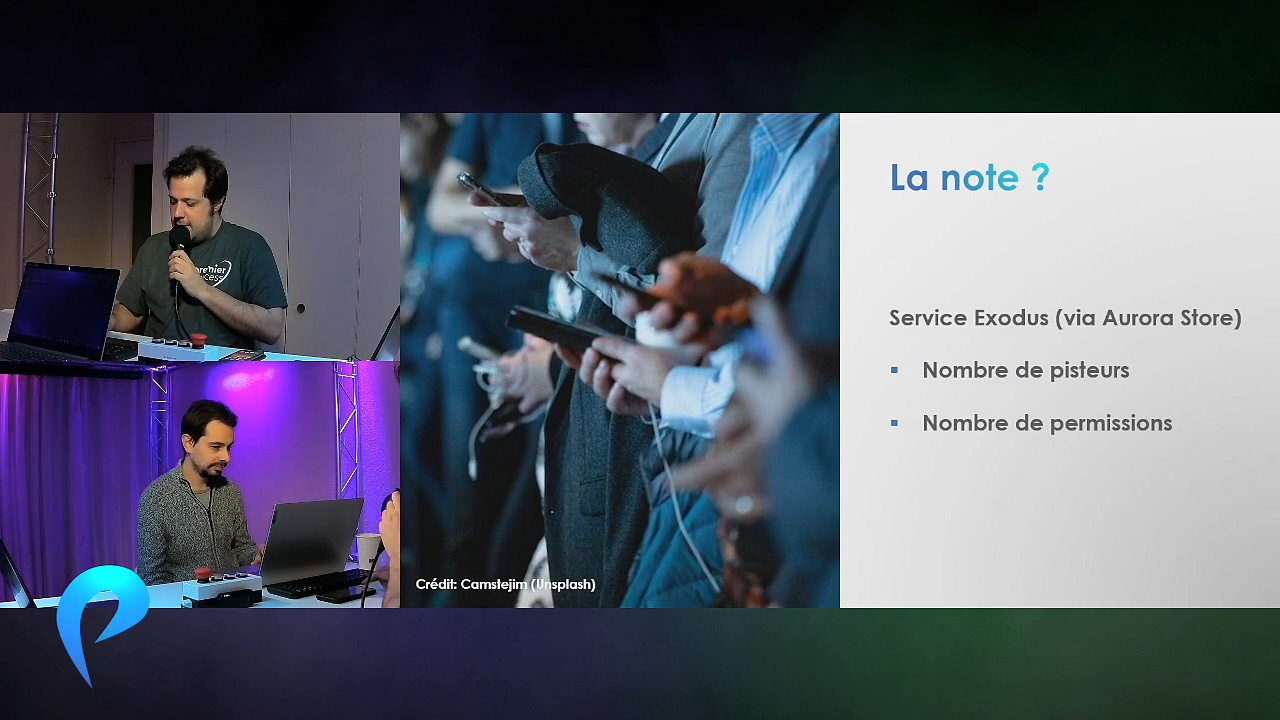 La note ?
Service Exodus (via Aurora Store)
▪ Nombre de pisteurs
▪ Nombre de permissions
Crédit: Camstejim (Unsplash)